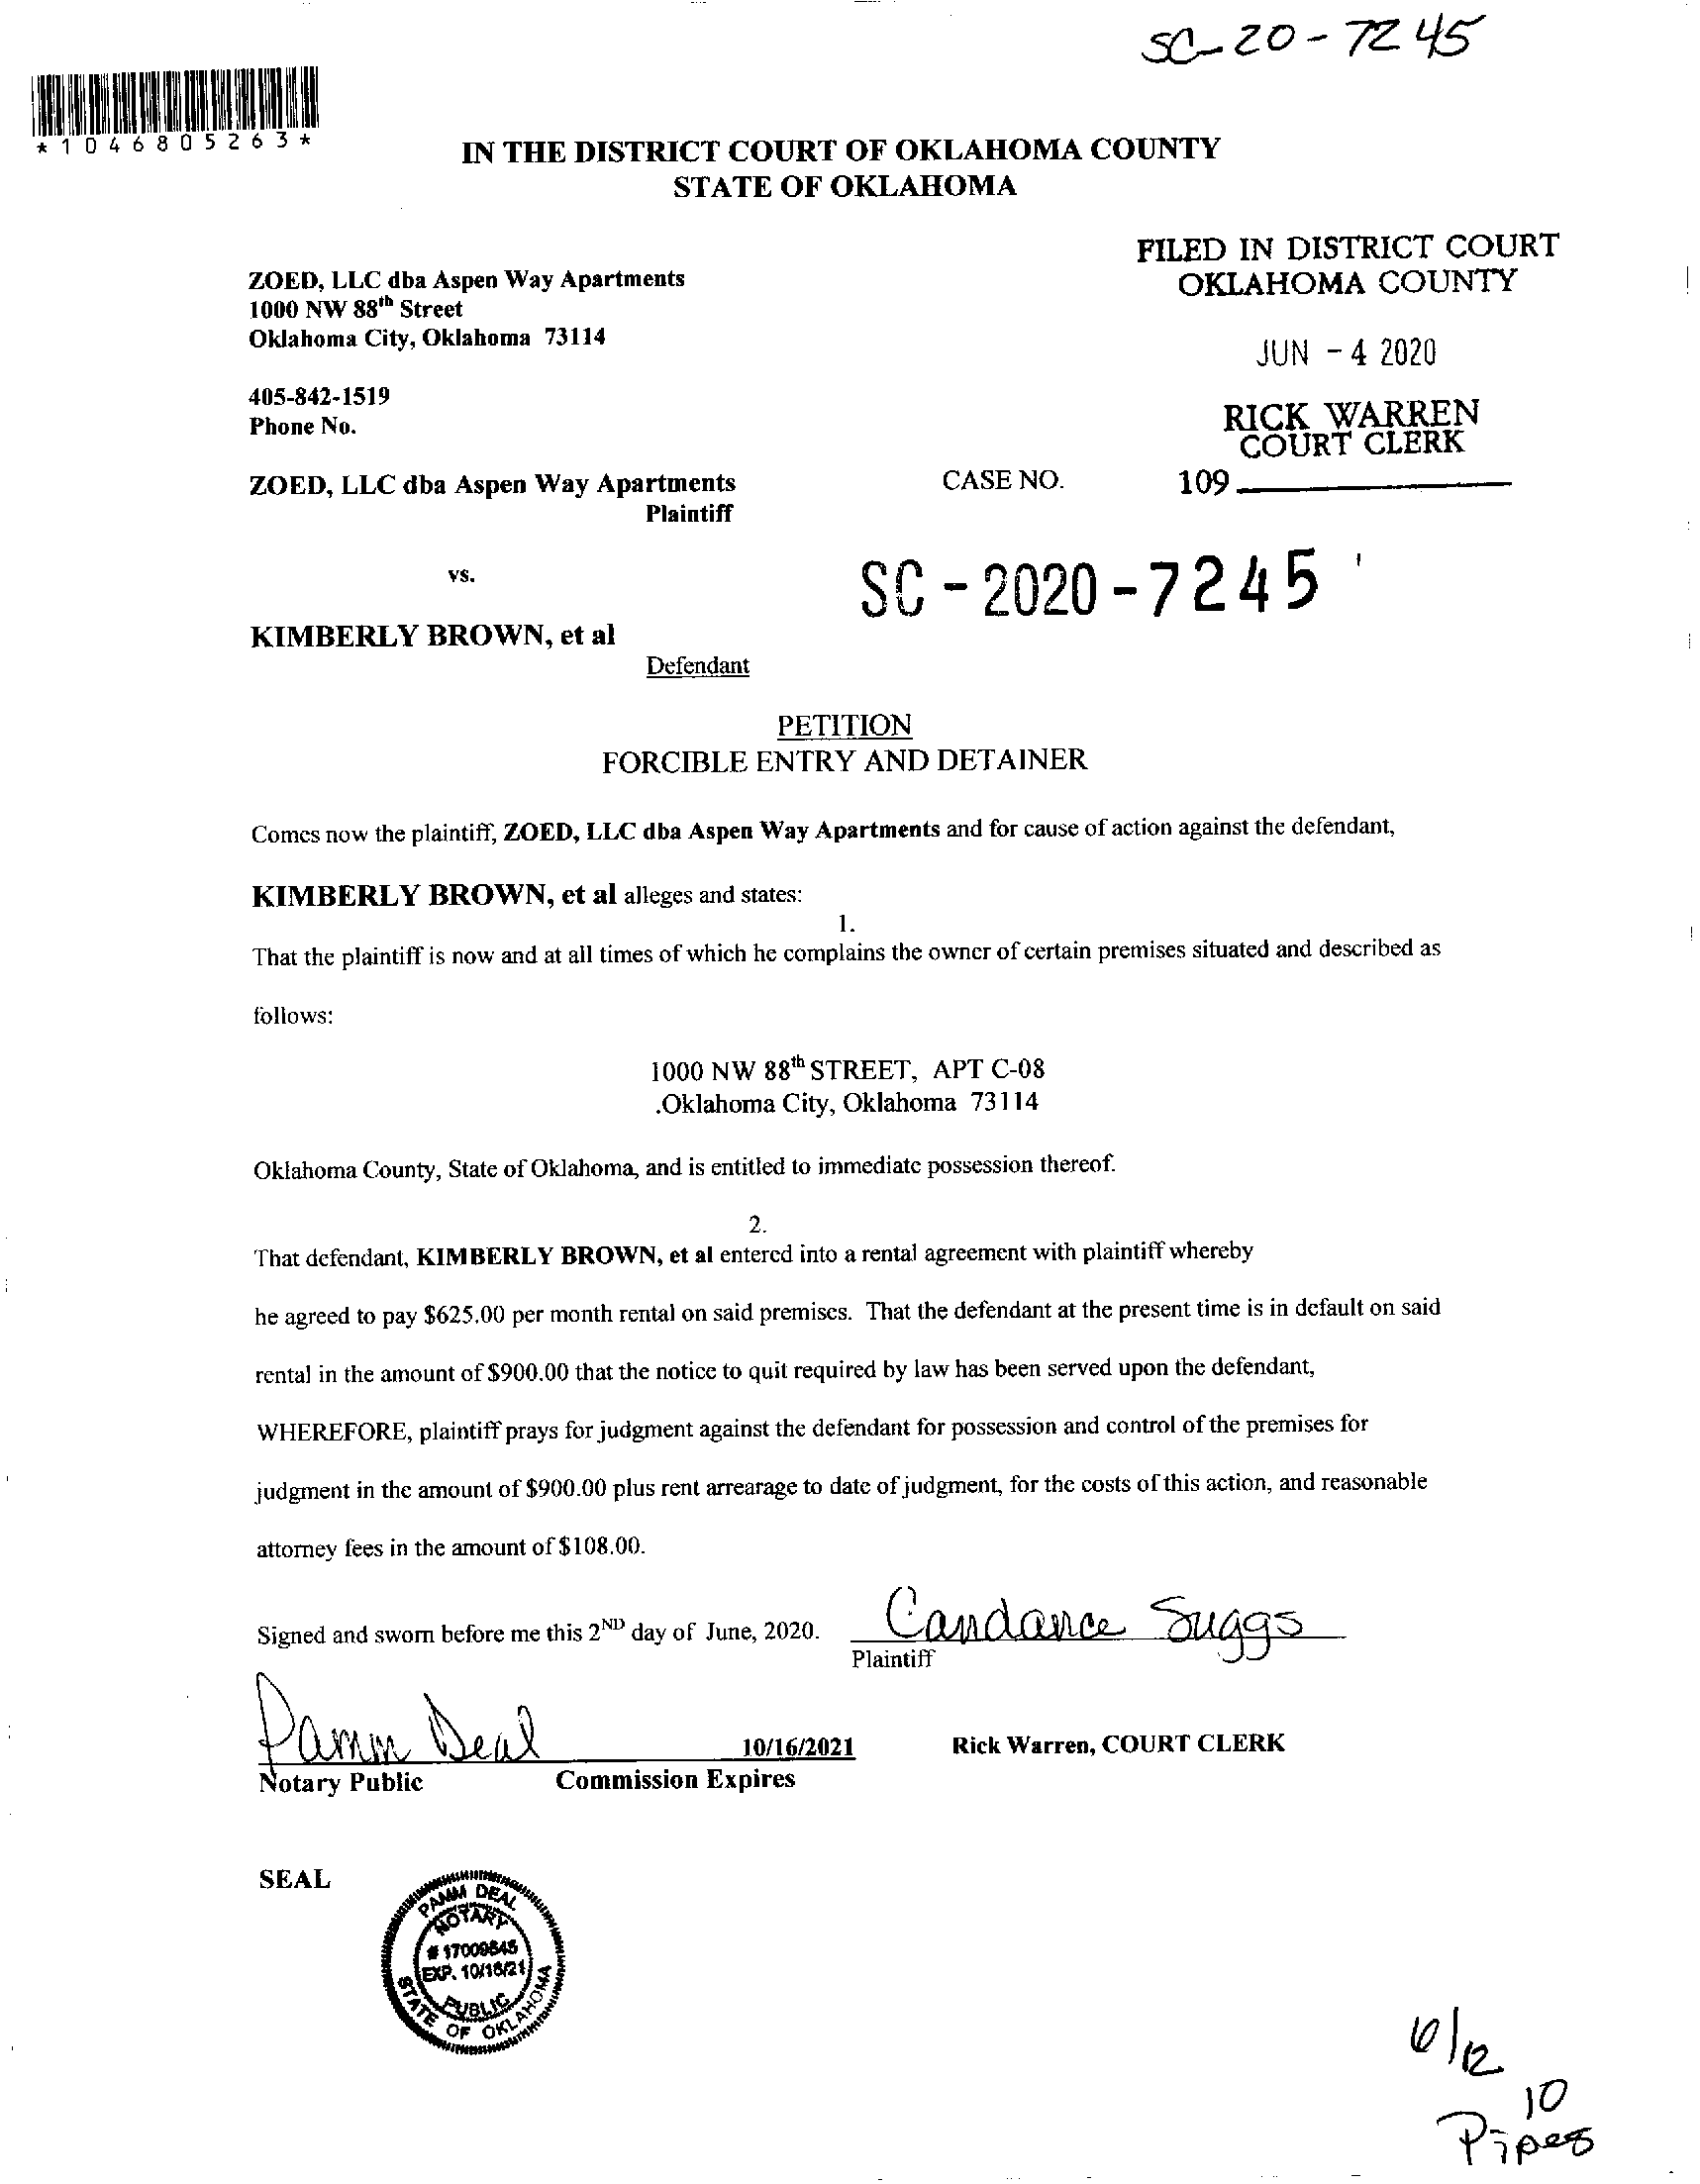 SC-20-7245
*1046805263*
IN THE DISTRICT COURT OF OKLAHOMA COUNTY
STATE OF OKLAHOMA
FILED IN DISTRICT COURT
OKLAHOMA COUNTY
JUN - 4 2020
RICK WARREN
COURT CLERK
109
ZOED, LLC dba Aspen Way Apartments
1000 NW 88th Street
Oklahoma City, Oklahoma 73114
405-842-1519
Phone No.
ZOED, LLC dba Aspen Way Apartments
Plaintiff
CASE NO.
vs.
SC-2020-7245
KIMBERLY BROWN, et al
Defendant
PETITION
FORCIBLE ENTRY AND DETAINER
Comes now the plaintiff, ZOED, LLC dba Aspen Way Apartments and for cause of action against the defendant,
KIMBERLY BROWN, et al alleges and states:
1.
That the plaintiff is now and at all times of which he complains the owner of certain premises situated and described as
follows:
1000 NW 88th STREET, APT C-08
.Oklahoma City, Oklahoma 73114
Oklahoma County, State of Oklahoma, and is entitled to immediate possession thereof.
2.
That defendant, KIMBERLY BROWN, et al entered into a rental agreement with plaintiff whereby
he agreed to pay $625.00 per month rental on said premises. That the defendant at the present time is in default on said
rental in the amount of $900.00 that the notice to quit required by law has been served upon the defendant,
WHEREFORE, plaintiff prays for judgment against the defendant for possession and control of the premises for
judgment in the amount of $900.00 plus rent arrearage to date of judgment, for the costs of this action, and reasonable
attorney fees in the amount of $108.00.
Signed and sworn before me this 2ND day of June, 2020.
Candance Suggs
Plaintiff
Pamm Deal
10/16/2021
Rick Warren, COURT CLERK
Notary Public
Commission Expires
SEAL
PAMM DEAL
NOTARY
# 17009545
EXP. 10/16/21
PUBLIC
STATE OF OKLAHOMA
6/12
10
Pipes